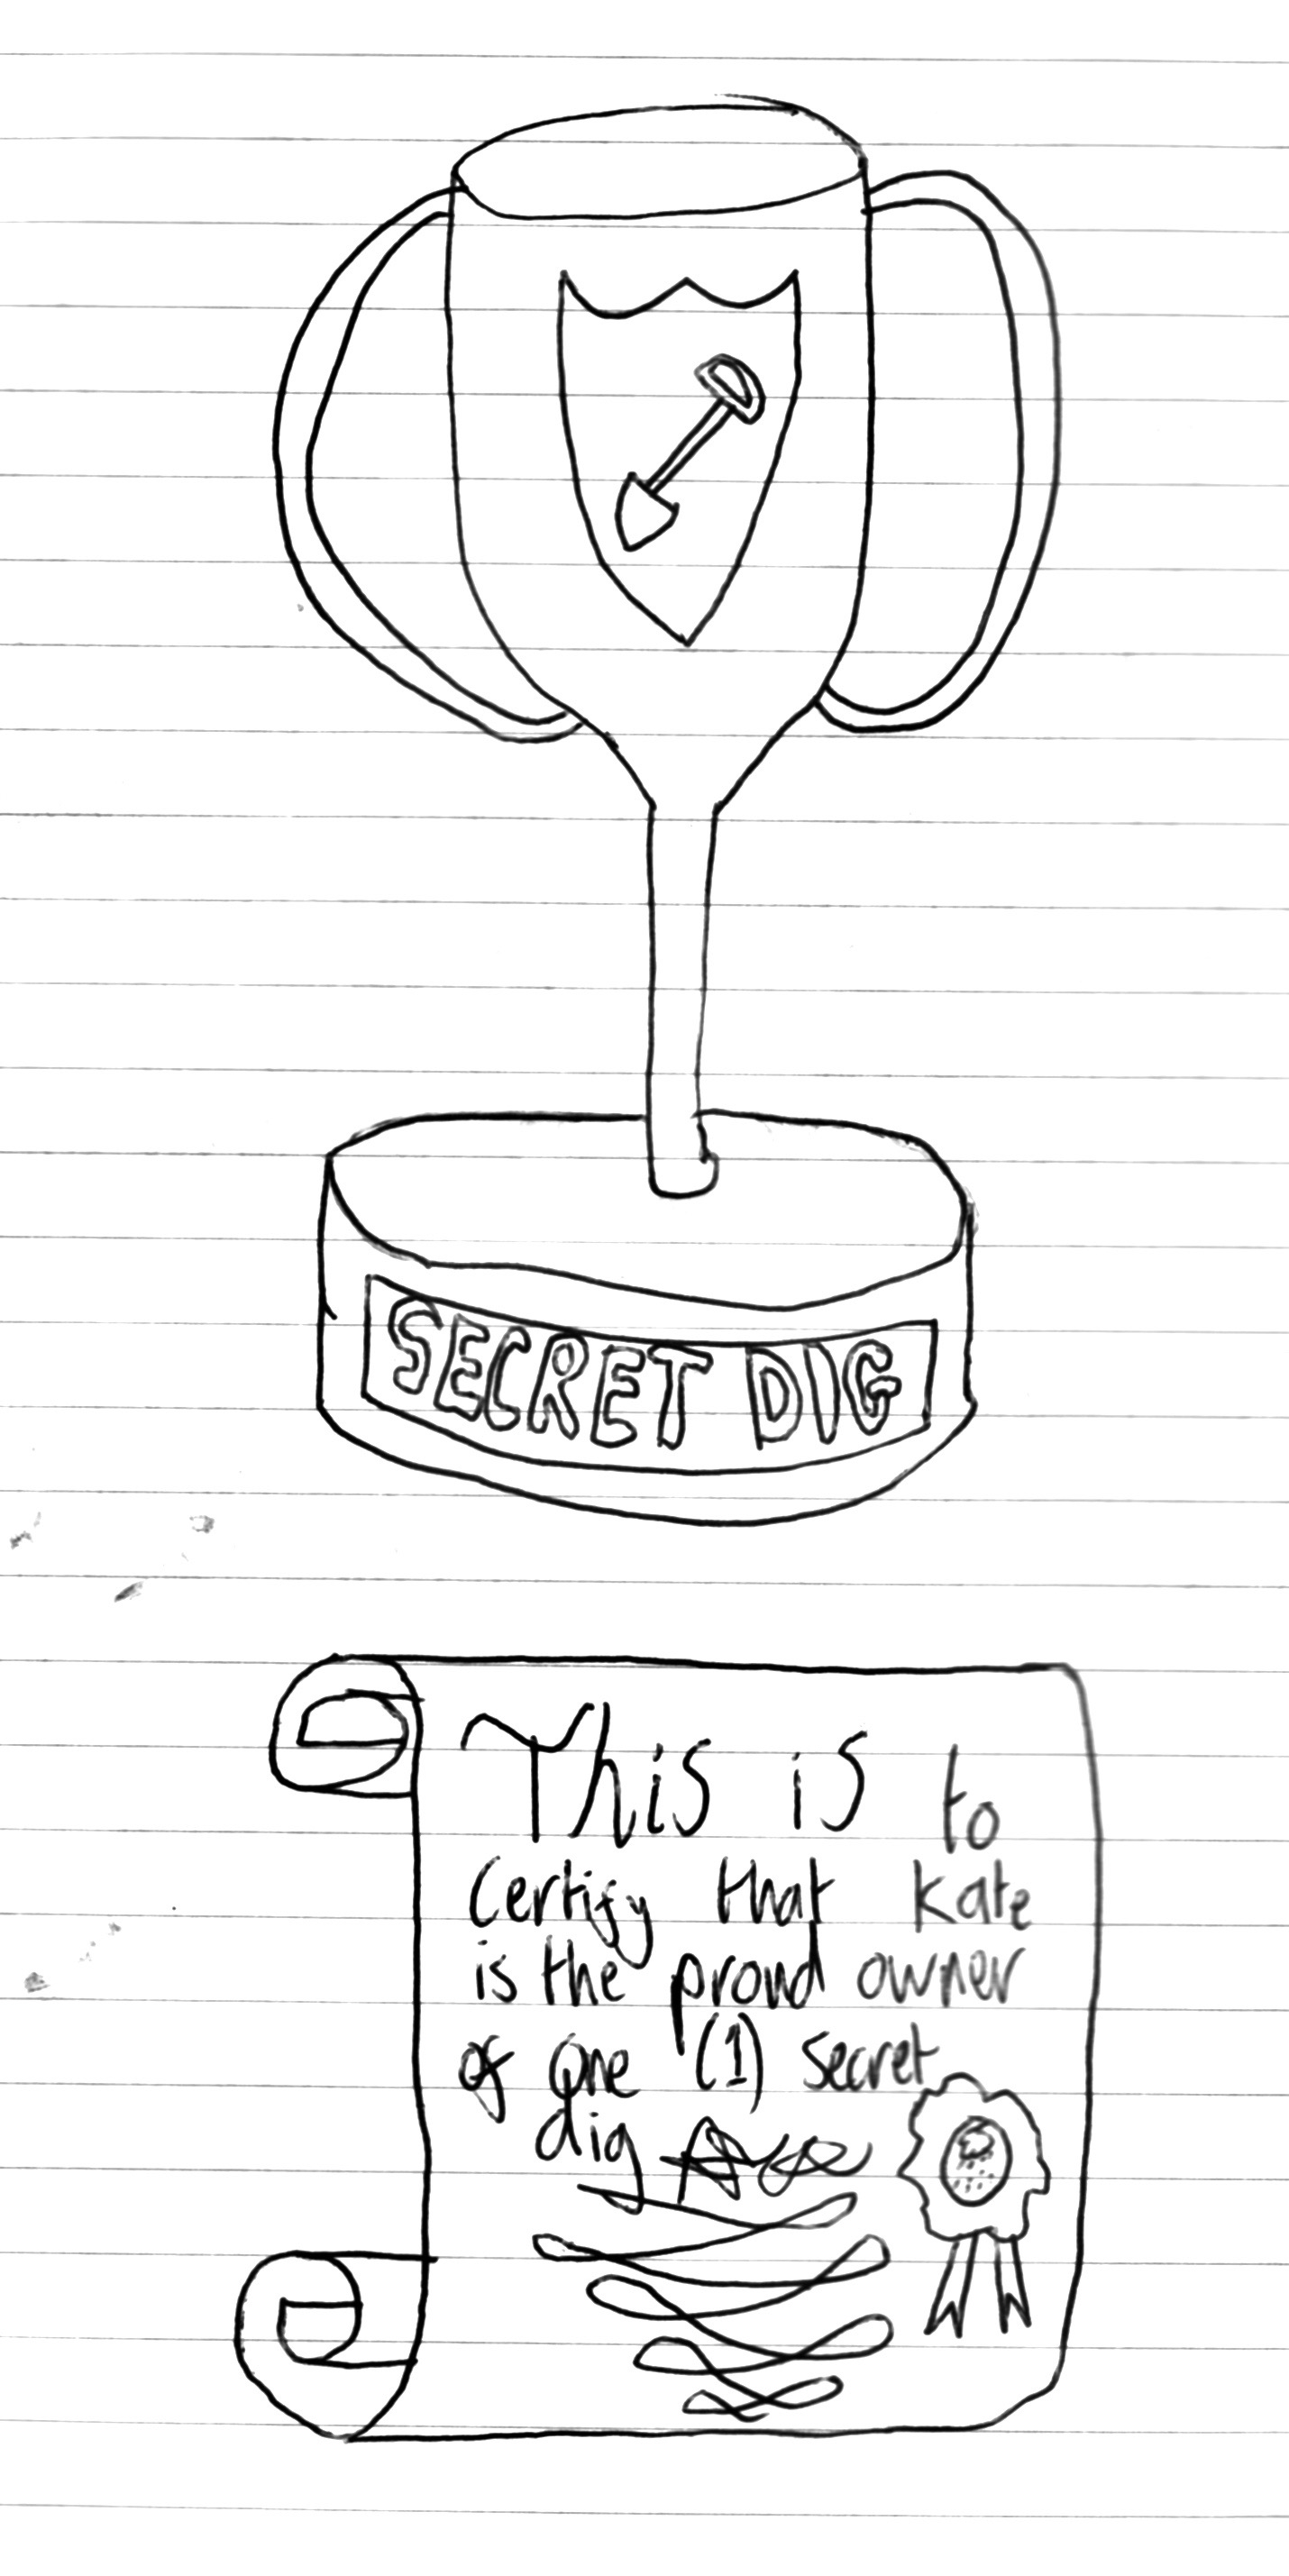 SECRET DIG
This is to
Certify that Kate
is the proud owner
of One (1) secret
dig